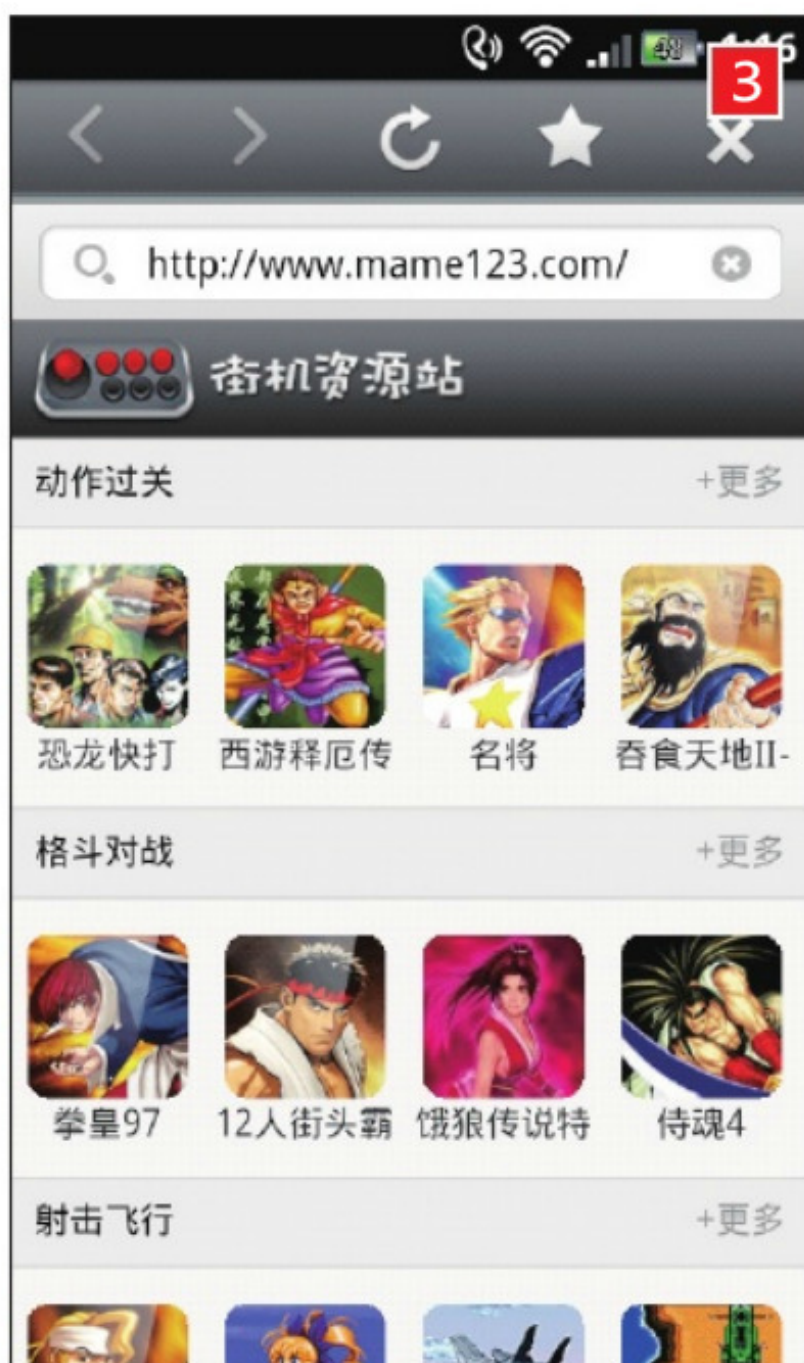 3
http://www.mame123.com/
街机资源站
动作过关 +更多
恐龙快打 西游释厄传 名将 吞食天地II-
格斗对战 +更多
拳皇97 12人街头霸 饿狼传说特 侍魂4
射击飞行 +更多